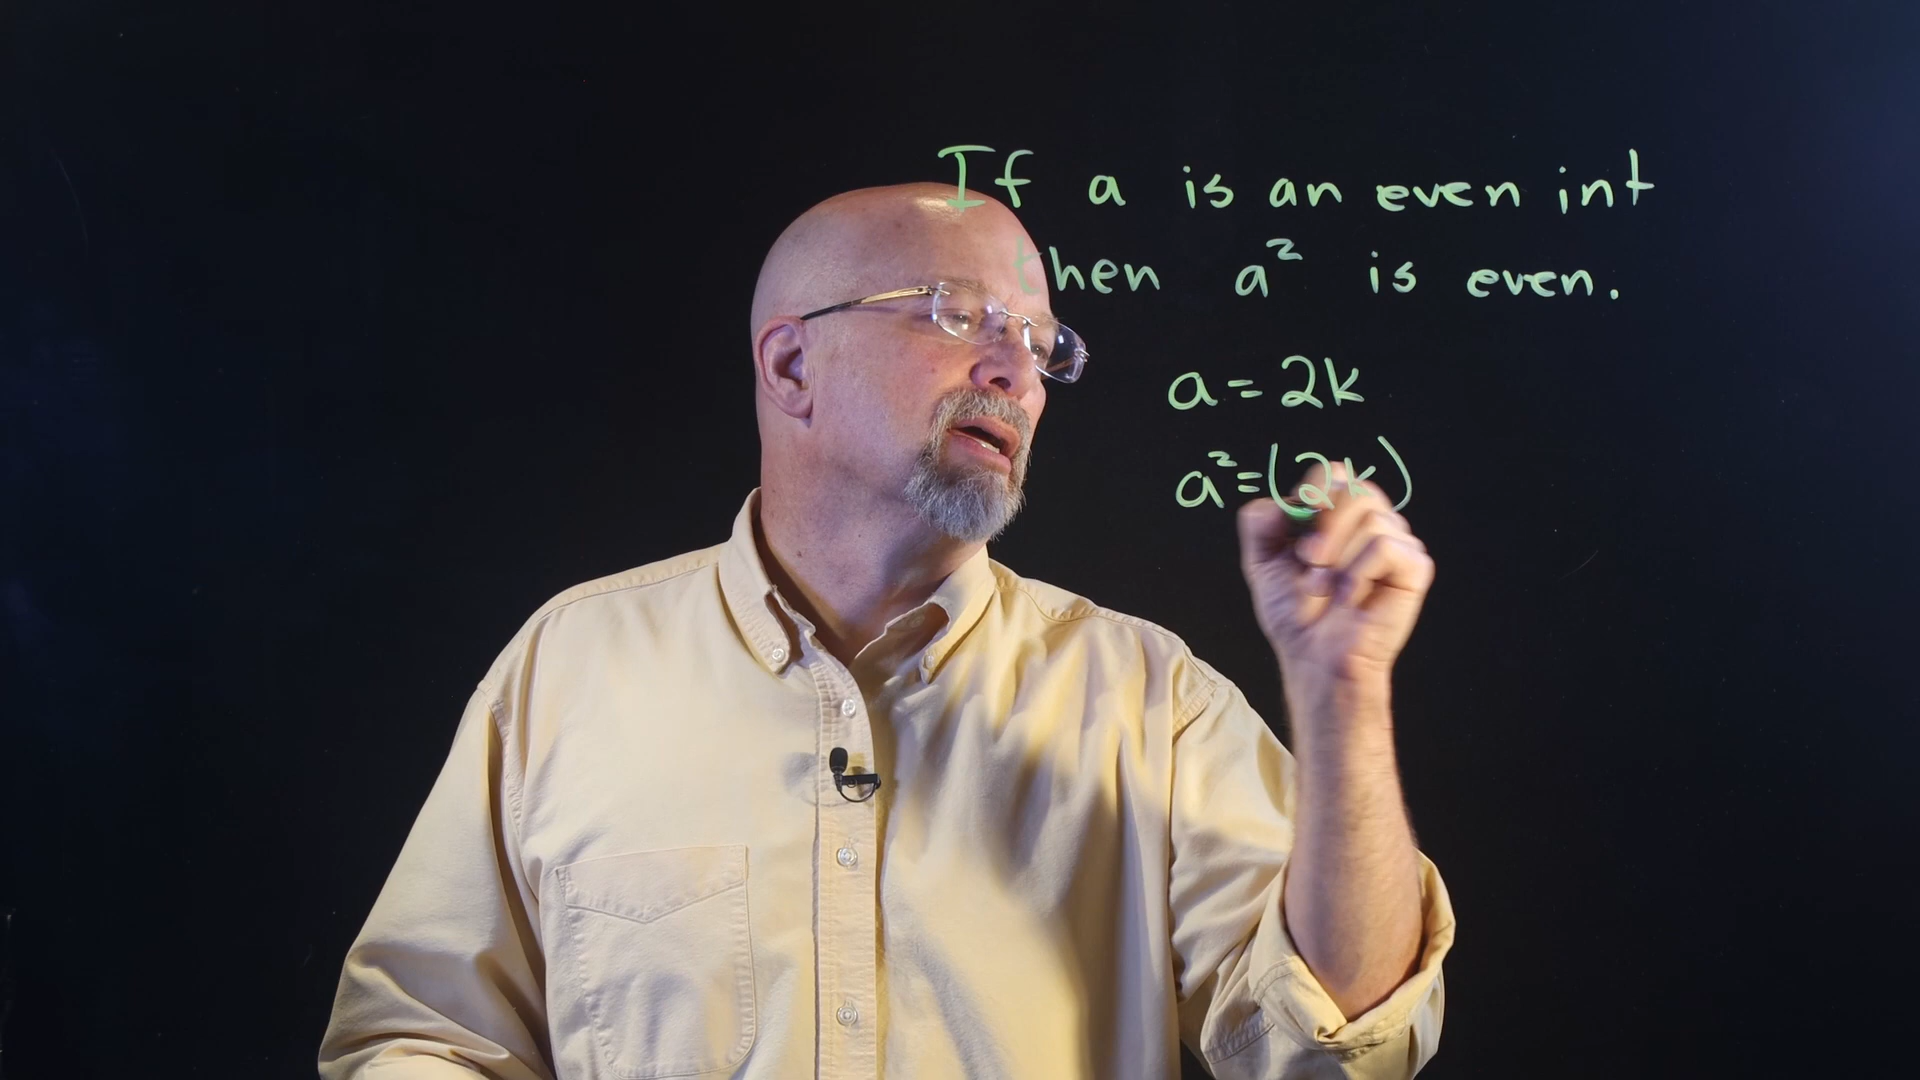 If a is an even int
then a² is even.
a = 2k
a² = (2k)